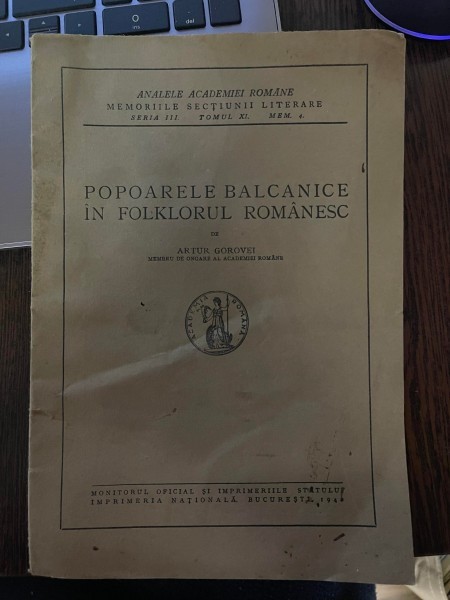 ANALELE ACADEMIEI ROMÂNE
MEMORIILE SECȚIUNII LITERARE
SERIA III TOMUL XI. MEM. 4.
POPOARELE BALCANICE
ÎN FOLKLORUL ROMÂNESC
DE
ARTUR GOROVEI
MEMBRU DE ONOARE AL ACADEMIEI ROMÂNE
ACADEMIA ROMÂNĂ
MONITORUL OFICIAL ȘI IMPRIMERIILE STATULUI
IMPRIMERIA NAȚIONALĂ, BUCUREȘTI,